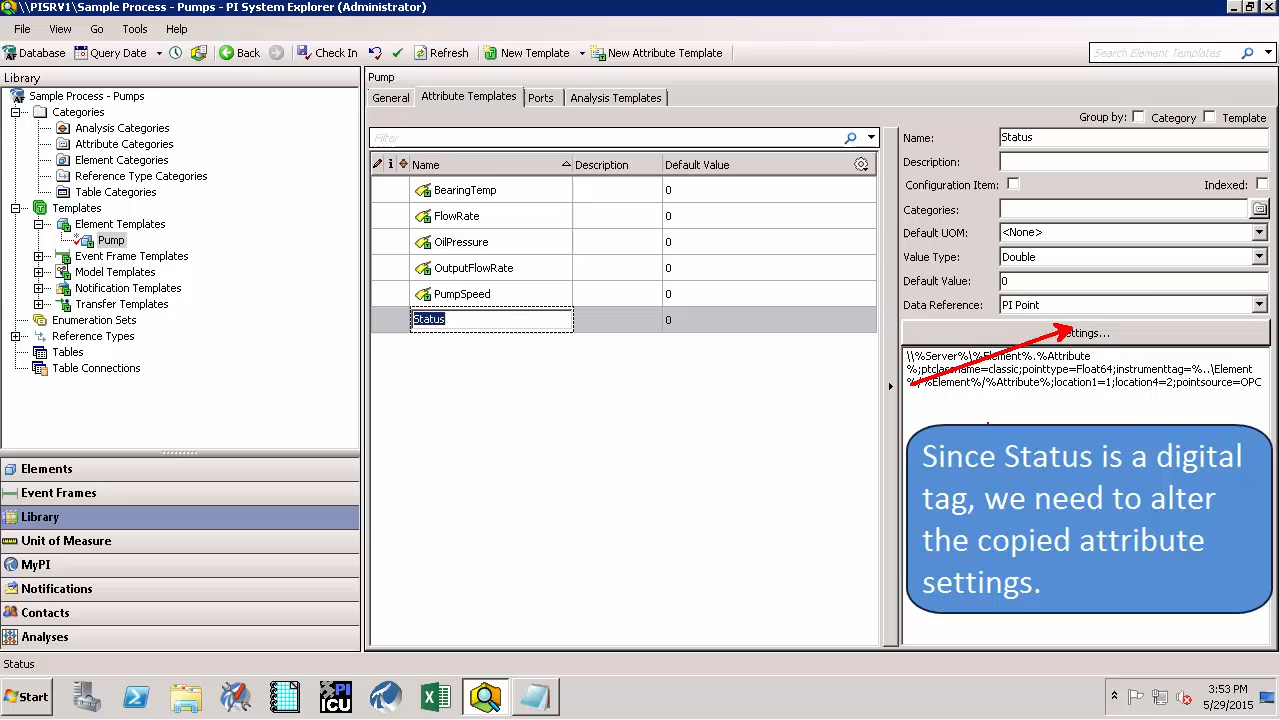 \\PISRV1\Sample Process - Pumps - PI System Explorer (Administrator)
File View Go Tools Help
Database Query Date Back Check In Refresh New Template New Attribute Template Search Element Templates
Library
Sample Process - Pumps
Categories
Analysis Categories
Attribute Categories
Element Categories
Reference Type Categories
Table Categories
Templates
Element Templates
Pump
Event Frame Templates
Model Templates
Notification Templates
Transfer Templates
Enumeration Sets
Reference Types
Tables
Table Connections
Elements
Event Frames
Library
Unit of Measure
MyPI
Notifications
Contacts
Analyses
Pump
General Attribute Templates Ports Analysis Templates
Group by: Category Template
Filter
Name Description Default Value
BearingTemp 0
FlowRate 0
OilPressure 0
OutputFlowRate 0
PumpSpeed 0
Status 0
Name: Status
Description:
Configuration Item: Indexed:
Categories:
Default UOM: <None>
Value Type: Double
Default Value: 0
Data Reference: PI Point
ettings...
\\%Server%\%Element%.%Attribute
%;ptclassname=classic;pointtype=Float64;instrumenttag=%..\Element
%/%Element%/%Attribute%;location1=1;location4=2;pointsource=OPC
Since Status is a digital
tag, we need to alter
the copied attribute
settings.
Status
Start
PI
ICU
3:53 PM
5/29/2015